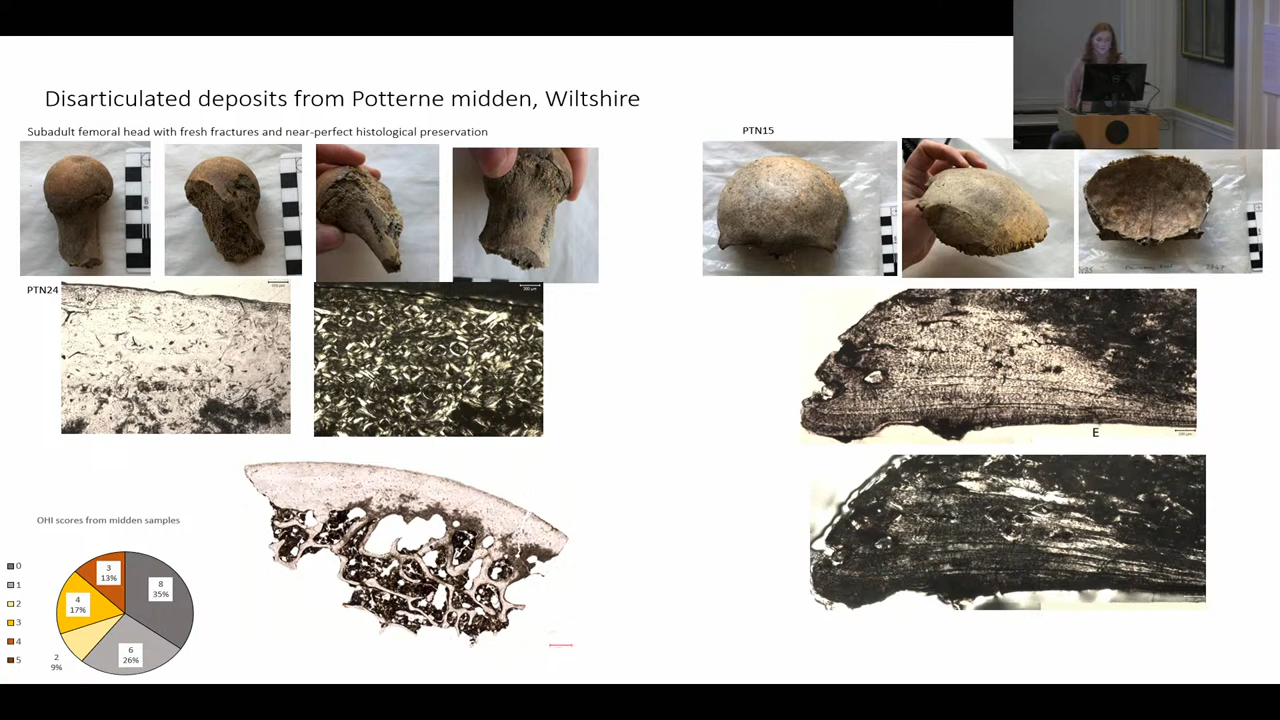 Disarticulated deposits from Potterne midden, Wiltshire
Subadult femoral head with fresh fractures and near-perfect histological preservation
PTN15
PTN24
E
OHI scores from midden samples
0
1
2
3
4
5
3
13%
8
35%
4
17%
2
9%
6
26%